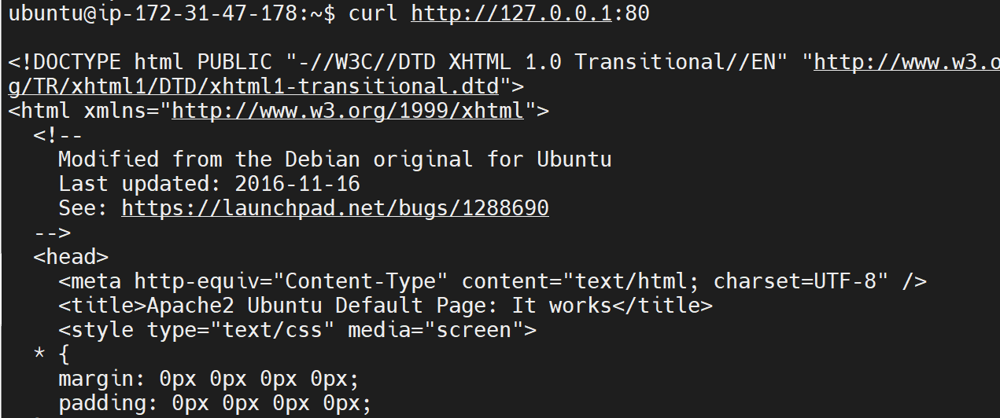 ubuntu@ip-172-31-47-178:~$ curl http://127.0.0.1:80
<!DOCTYPE html PUBLIC "-//W3C//DTD XHTML 1.0 Transitional//EN" "http://www.w3.o
g/TR/xhtml1/DTD/xhtml1-transitional.dtd">
<html xmlns="http://www.w3.org/1999/xhtml">
<!--
Modified from the Debian original for Ubuntu
Last updated: 2016-11-16
See: https://launchpad.net/bugs/1288690
-->
<head>
<meta http-equiv="Content-Type" content="text/html; charset=UTF-8" />
<title>Apache2 Ubuntu Default Page: It works</title>
<style type="text/css" media="screen">
* {
margin: 0px 0px 0px 0px;
padding: 0px 0px 0px 0px;